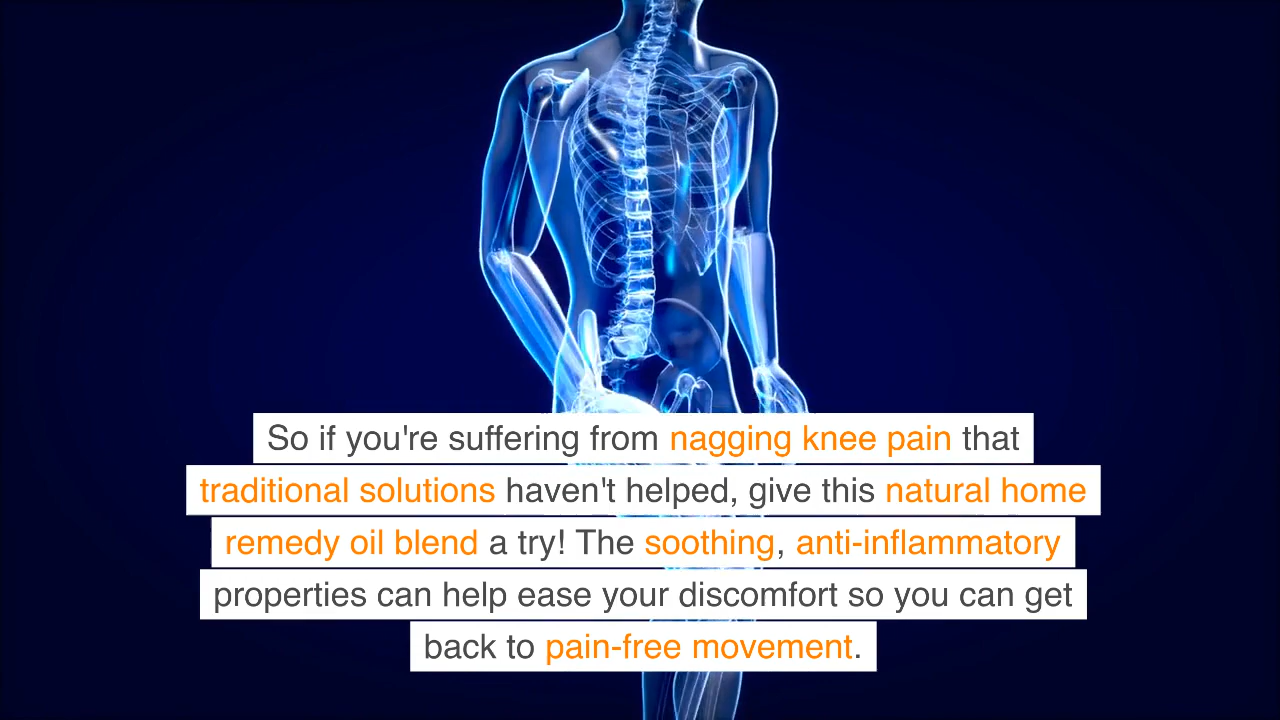 So if you're suffering from nagging knee pain that
traditional solutions haven't helped, give this natural home
remedy oil blend a try! The soothing, anti-inflammatory
properties can help ease your discomfort so you can get
back to pain-free movement.